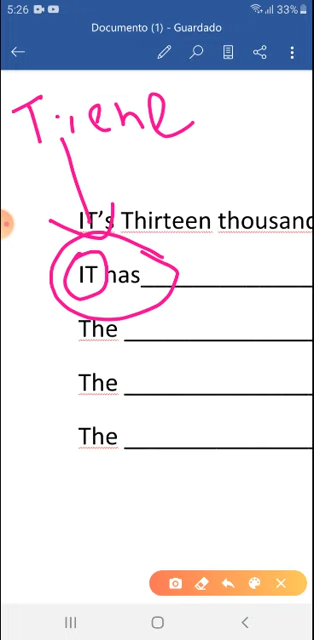 5:26 33%
Documento (1) - Guardado
Tiene
IT's Thirteen thousand
IT has
The
The
The